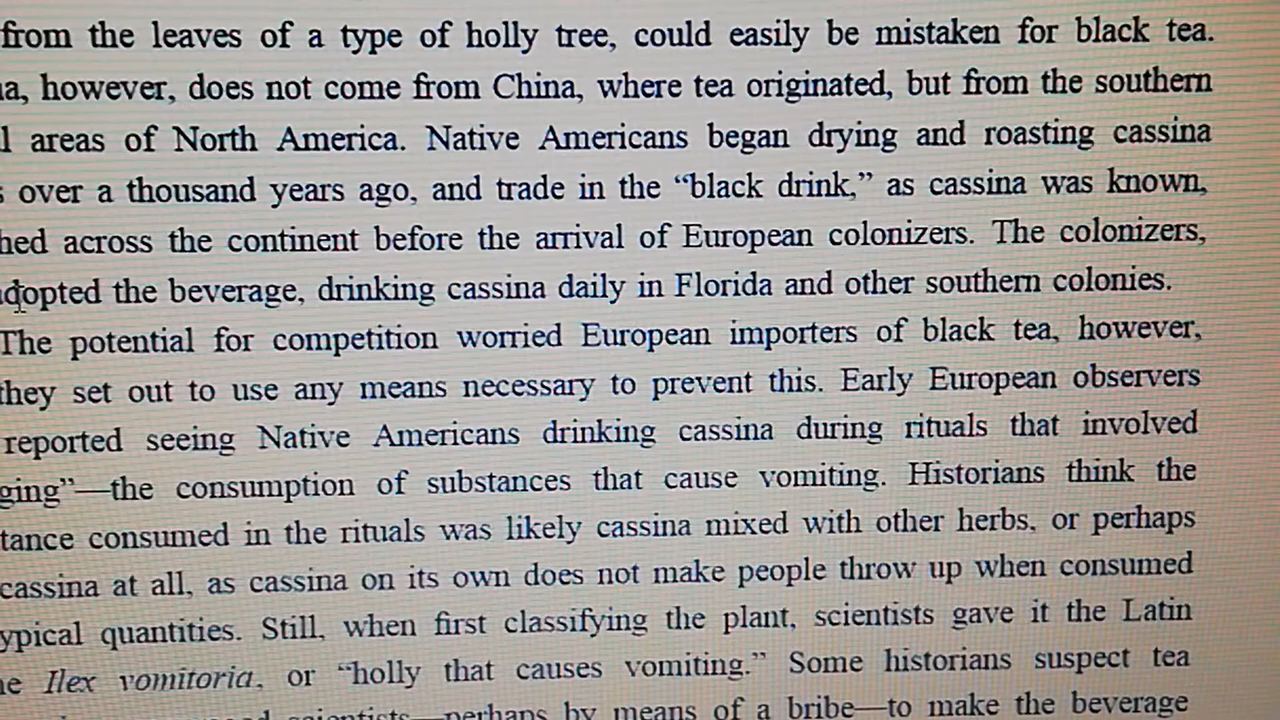 from the leaves of a type of holly tree, could easily be mistaken for black tea.
however, does not come from China, where tea originated, but from the southern
areas of North America. Native Americans began drying and roasting cassina
over a thousand years ago, and trade in the “black drink,” as cassina was known,
across the continent before the arrival of European colonizers. The colonizers,
the beverage, drinking cassina daily in Florida and other southern colonies.
The potential for competition worried European importers of black tea, however,
they set out to use any means necessary to prevent this. Early European observers
reported seeing Native Americans drinking cassina during rituals that involved
ging”—the consumption of substances that cause vomiting. Historians think the
tance consumed in the rituals was likely cassina mixed with other herbs, or perhaps
cassina at all, as cassina on its own does not make people throw up when consumed
ypical quantities. Still, when first classifying the plant, scientists gave it the Latin
Ilex vomitoria, or “holly that causes vomiting.” Some historians suspect tea
scientists—perhaps by means of a bribe—to make the beverage